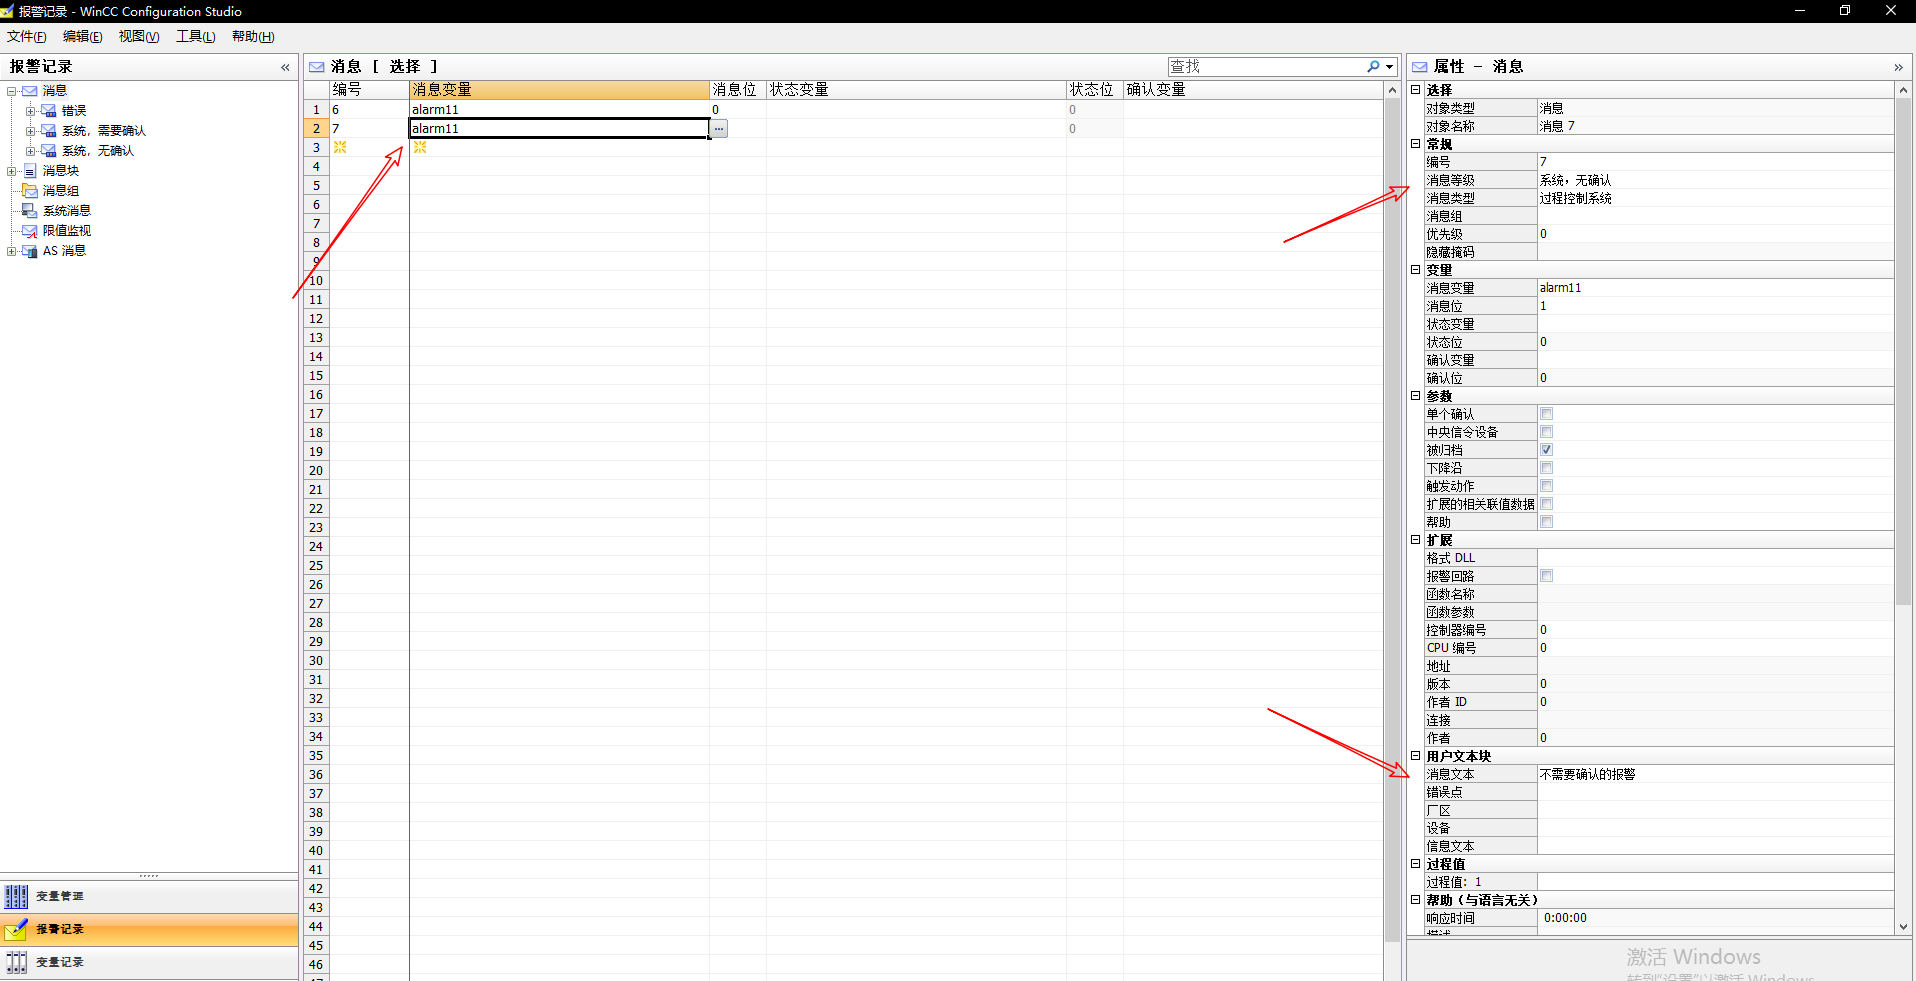 报警记录 - WinCC Configuration Studio
文件(F) 编辑(E) 视图(V) 工具(L) 帮助(H)
报警记录 «
消息
错误
系统，需要确认
系统，无确认
消息块
消息组
系统消息
限值监视
AS 消息
变量管理
报警记录
变量记录
消息 [ 选择 ] 查找
编号 消息变量 消息位 状态变量 状态位 确认变量
1 6 alarm11 0 0
2 7 alarm11 ... 0
3
4
5
6
7
8
9
10
11
12
13
14
15
16
17
18
19
20
21
22
23
24
25
26
27
28
29
30
31
32
33
34
35
36
37
38
39
40
41
42
43
44
45
46
属性 - 消息 »
选择
对象类型 消息
对象名称 消息 7
常规
编号 7
消息等级 系统，无确认
消息类型 过程控制系统
消息组
优先级 0
隐藏掩码
变量
消息变量 alarm11
消息位 1
状态变量
状态位 0
确认变量
确认位 0
参数
单个确认
中央信令设备
被归档
下降沿
触发动作
扩展的相关联值数据
帮助
扩展
格式 DLL
报警回路
函数名称
函数参数
控制器编号 0
CPU 编号 0
地址
版本 0
作者 ID 0
连接
作者 0
用户文本块
消息文本 不需要确认的报警
错误点
厂区
设备
信息文本
过程值
过程值: 1
帮助（与语言无关）
响应时间 0:00:00
激活 Windows
转到"设置"以激活 Windows